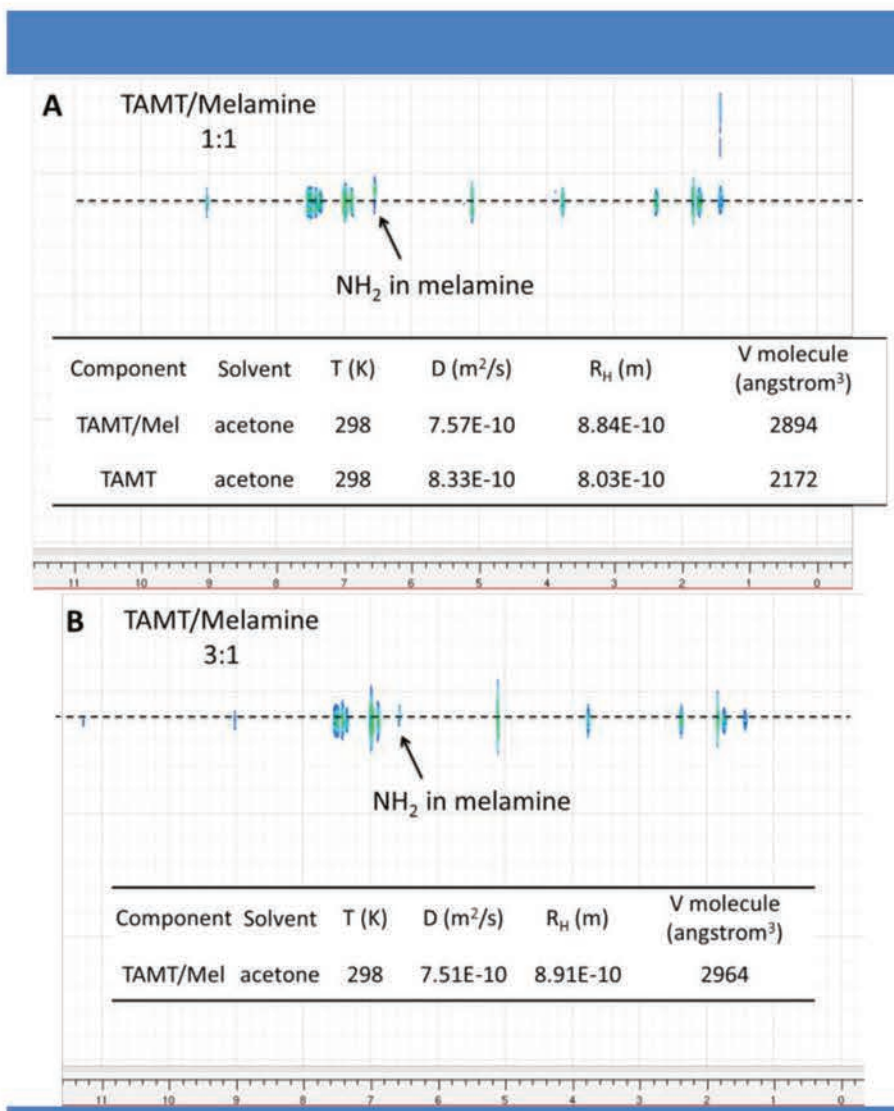 A
TAMT/Melamine
1:1
NH₂ in melamine
Component Solvent T (K) D (m²/s) R_H (m) V molecule (angstrom³)
TAMT/Mel acetone 298 7.57E-10 8.84E-10 2894
TAMT acetone 298 8.33E-10 8.03E-10 2172
11 10 9 8 7 6 5 4 3 2 1 0
B
TAMT/Melamine
3:1
NH₂ in melamine
Component Solvent T (K) D (m²/s) R_H (m) V molecule (angstrom³)
TAMT/Mel acetone 298 7.51E-10 8.91E-10 2964
11 10 9 8 7 6 5 4 3 2 1 0